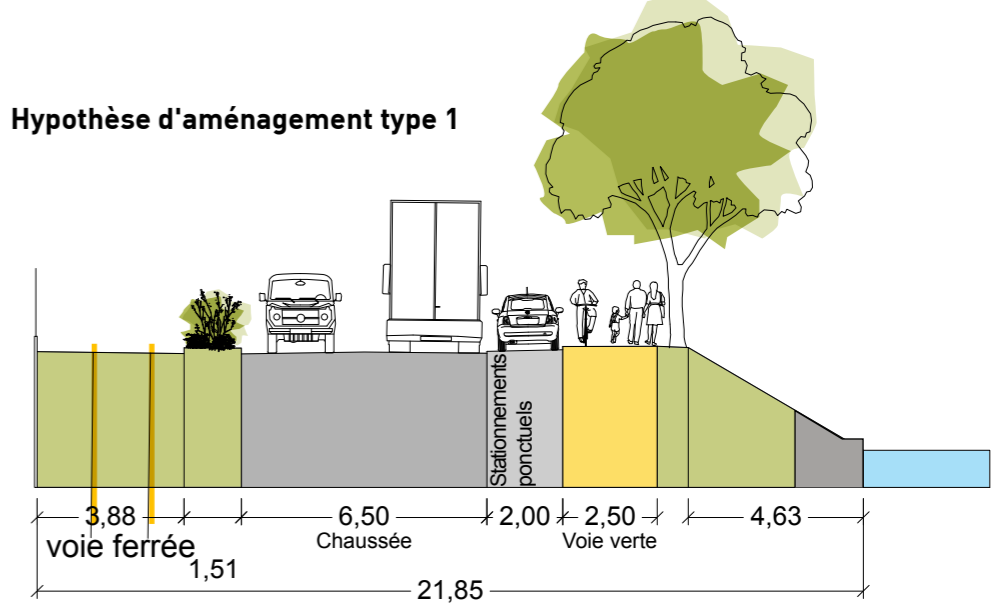 Hypothèse d'aménagement type 1
Stationnements
ponctuels
3,88 6,50 2,00 2,50 4,63
voie ferrée Chaussée Voie verte
1,51
21,85